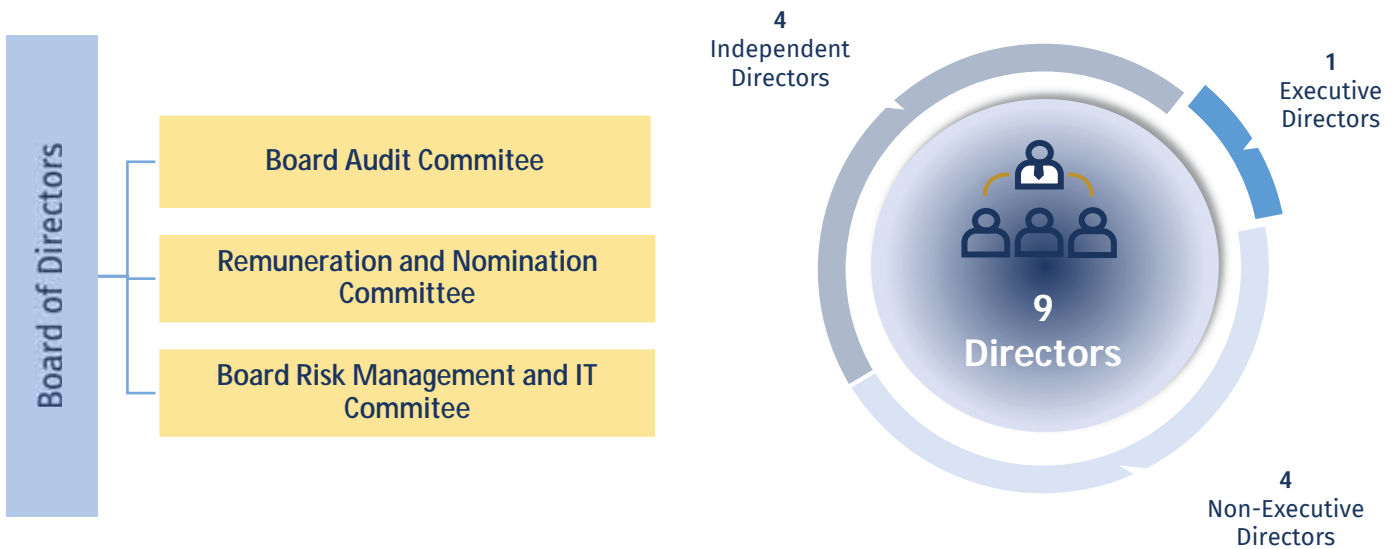 Board of Directors
Board Audit Commitee
Remuneration and Nomination
Committee
Board Risk Management and IT
Commitee
4
Independent
Directors
1
Executive
Directors
9
Directors
4
Non-Executive
Directors